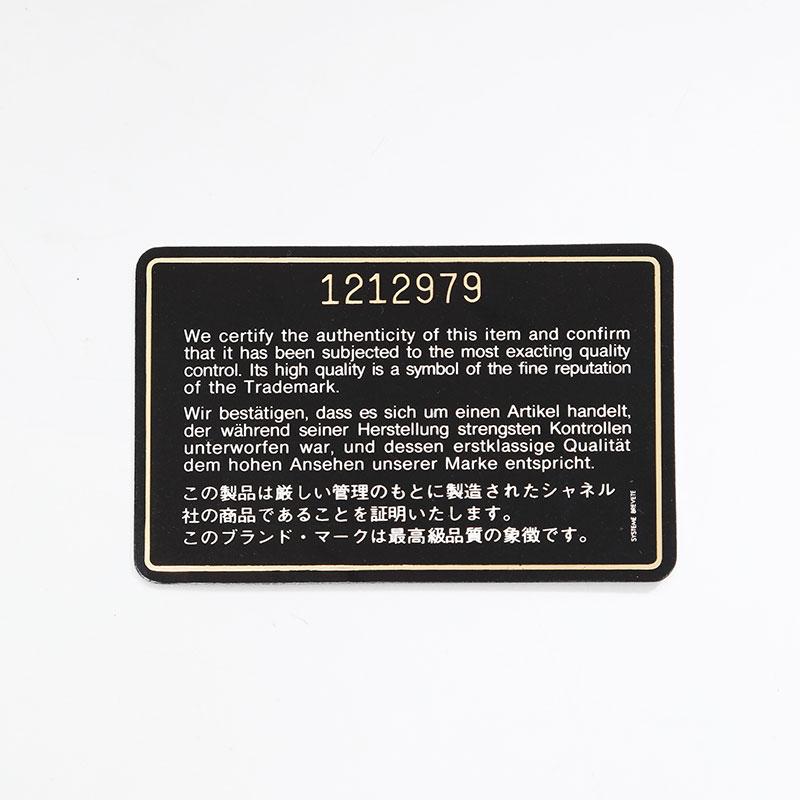 1212979
We certify the authenticity of this item and confirm
that it has been subjected to the most exacting quality
control. Its high quality is a symbol of the fine reputation
of the Trademark.
Wir bestätigen, dass es sich um einen Artikel handelt,
der während seiner Herstellung strengsten Kontrollen
unterworfen war, und dessen erstklassige Qualität
dem hohen Ansehen unserer Marke entspricht.
この製品は厳しい管理のもとに製造されたシャネル
社の商品であることを証明いたします。
このブランド・マークは最高級品質の象徴です。
SYSTEME BREVETE